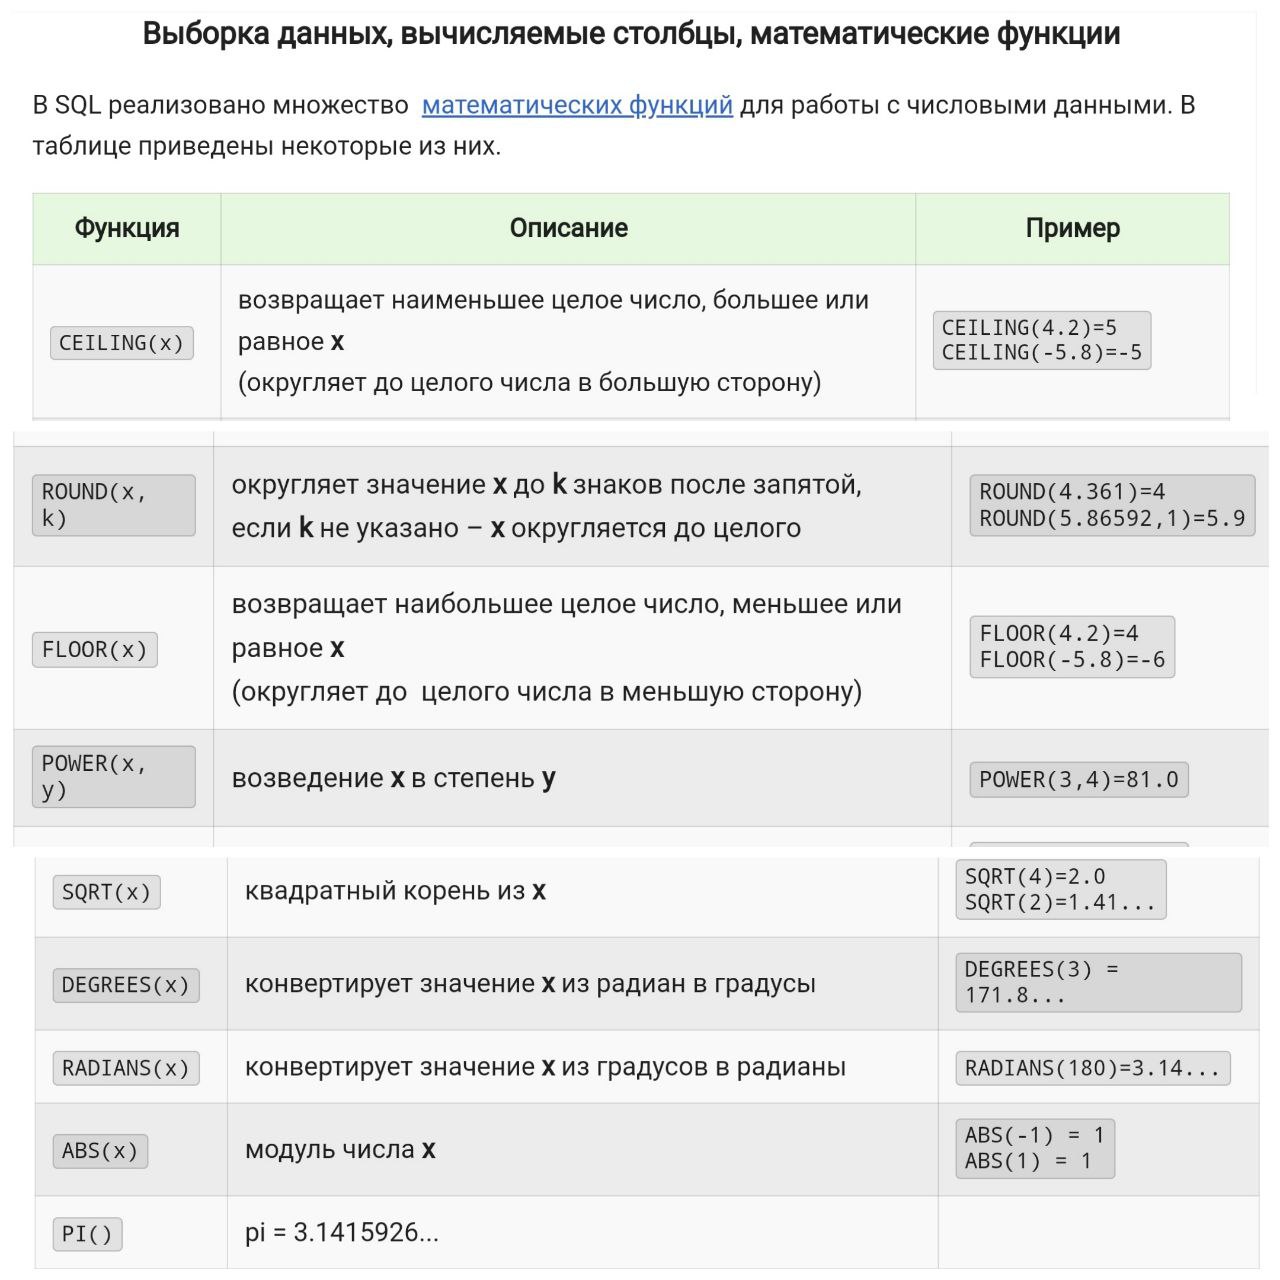 Выборка данных, вычисляемые столбцы, математические функции
В SQL реализовано множество математических функций для работы с числовыми данными. В
таблице приведены некоторые из них.
Функция Описание Пример
CEILING(x)
возвращает наименьшее целое число, большее или
равное x
(округляет до целого числа в большую сторону)
CEILING(4.2)=5
CEILING(-5.8)=-5
ROUND(x,
k)
округляет значение x до k знаков после запятой,
если k не указано – x округляется до целого
ROUND(4.361)=4
ROUND(5.86592,1)=5.9
FLOOR(x)
возвращает наибольшее целое число, меньшее или
равное x
(округляет до целого числа в меньшую сторону)
FLOOR(4.2)=4
FLOOR(-5.8)=-6
POWER(x,
y)
возведение x в степень y
POWER(3,4)=81.0
SQRT(x)
квадратный корень из x
SQRT(4)=2.0
SQRT(2)=1.41...
DEGREES(x)
конвертирует значение x из радиан в градусы
DEGREES(3) =
171.8...
RADIANS(x)
конвертирует значение x из градусов в радианы
RADIANS(180)=3.14...
ABS(x)
модуль числа x
ABS(-1) = 1
ABS(1) = 1
PI()
pi = 3.1415926...